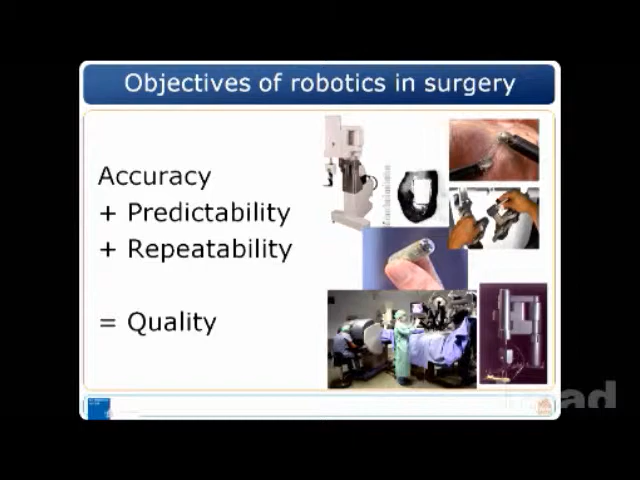 Objectives of robotics in surgery
Accuracy
+ Predictability
+ Repeatability
= Quality